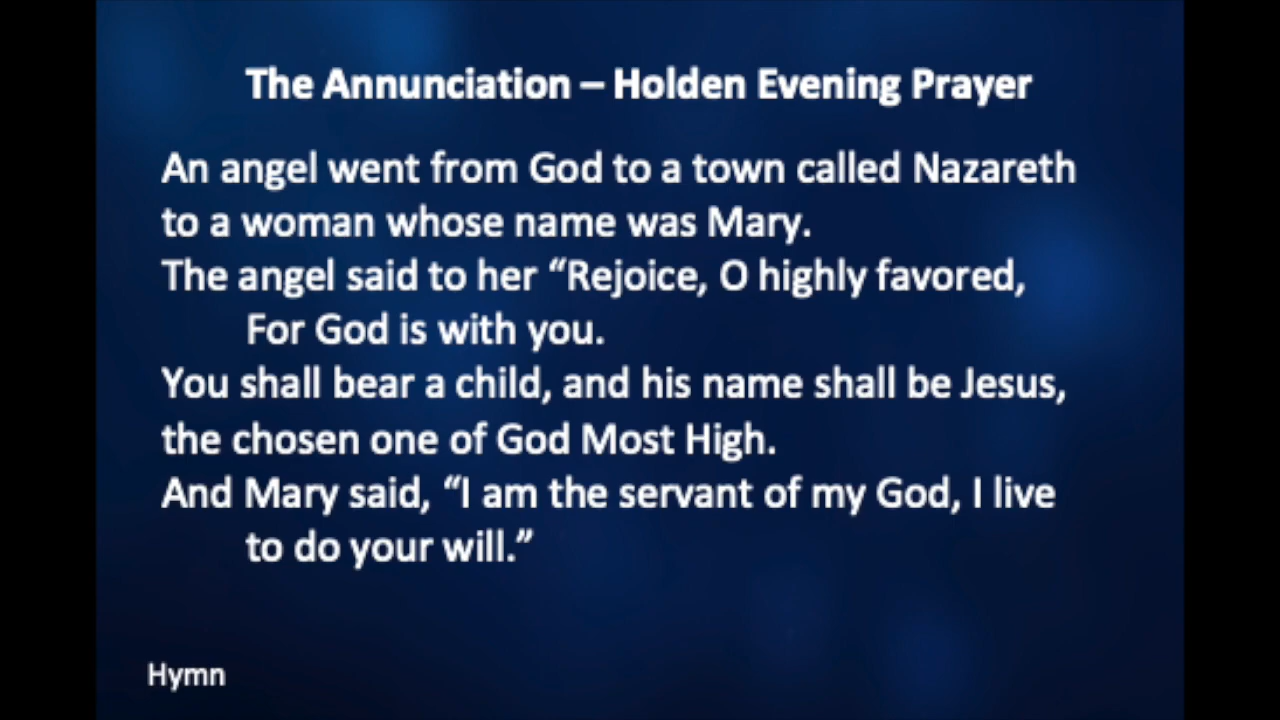 The Annunciation – Holden Evening Prayer
An angel went from God to a town called Nazareth
to a woman whose name was Mary.
The angel said to her “Rejoice, O highly favored,
For God is with you.
You shall bear a child, and his name shall be Jesus,
the chosen one of God Most High.
And Mary said, “I am the servant of my God, I live
to do your will.”
Hymn